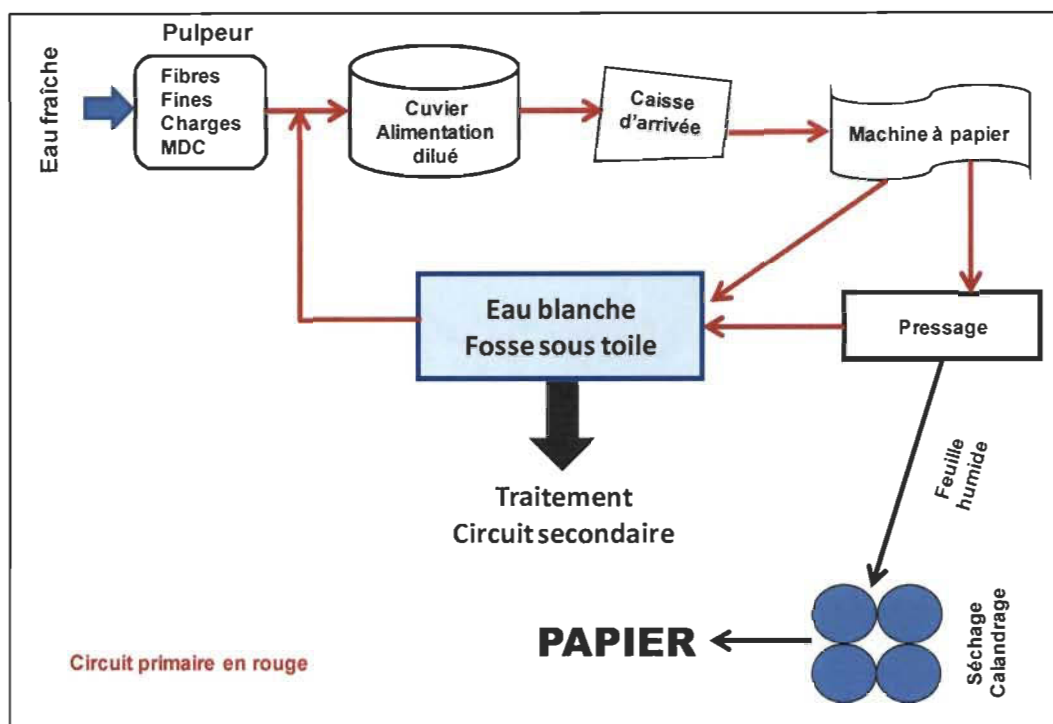 Pulpeur
Eau fraîche
Fibres
Fines
Charges
MDC
Cuvier
Alimentation
dilué
Caisse
d'arrivée
Machine à papier
Eau blanche
Fosse sous toile
Pressage
Traitement
Circuit secondaire
Feuille
humide
PAPIER
Séchage
Calandrage
Circuit primaire en rouge